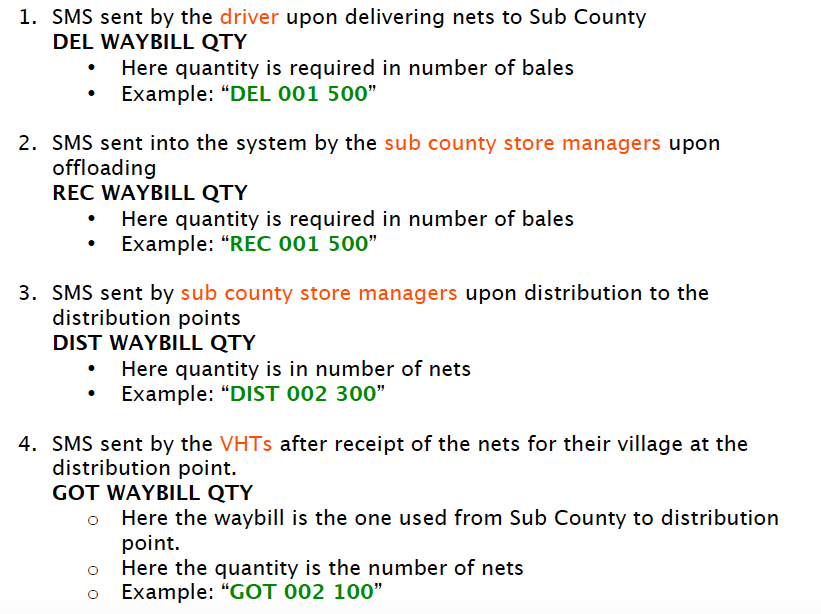 1. SMS sent by the driver upon delivering nets to Sub County
DEL WAYBILL QTY
• Here quantity is required in number of bales
• Example: “DEL 001 500”
2. SMS sent into the system by the sub county store managers upon
offloading
REC WAYBILL QTY
• Here quantity is required in number of bales
• Example: “REC 001 500”
3. SMS sent by sub county store managers upon distribution to the
distribution points
DIST WAYBILL QTY
• Here quantity is in number of nets
• Example: “DIST 002 300”
4. SMS sent by the VHTs after receipt of the nets for their village at the
distribution point.
GOT WAYBILL QTY
o Here the waybill is the one used from Sub County to distribution
point.
o Here the quantity is the number of nets
o Example: “GOT 002 100”